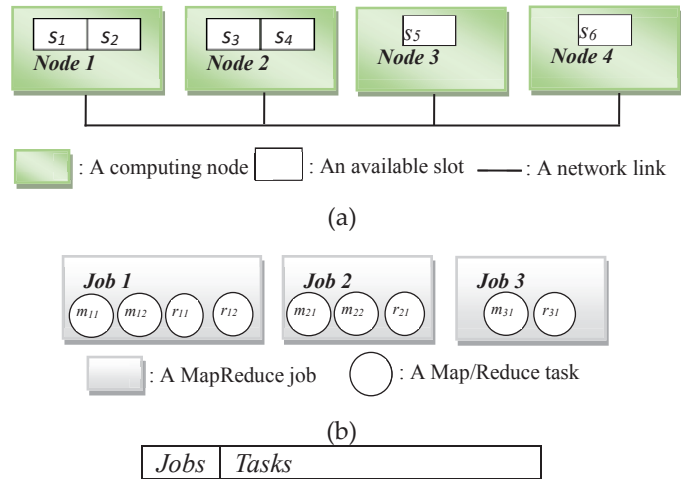 s1 s2 s3 s4 s5 s6
Node 1 Node 2 Node 3 Node 4
: A computing node : An available slot : A network link
(a)
Job 1 Job 2 Job 3
m11 m12 r11 r12 m21 m22 r21 m31 r31
: A MapReduce job : A Map/Reduce task
(b)
Jobs Tasks